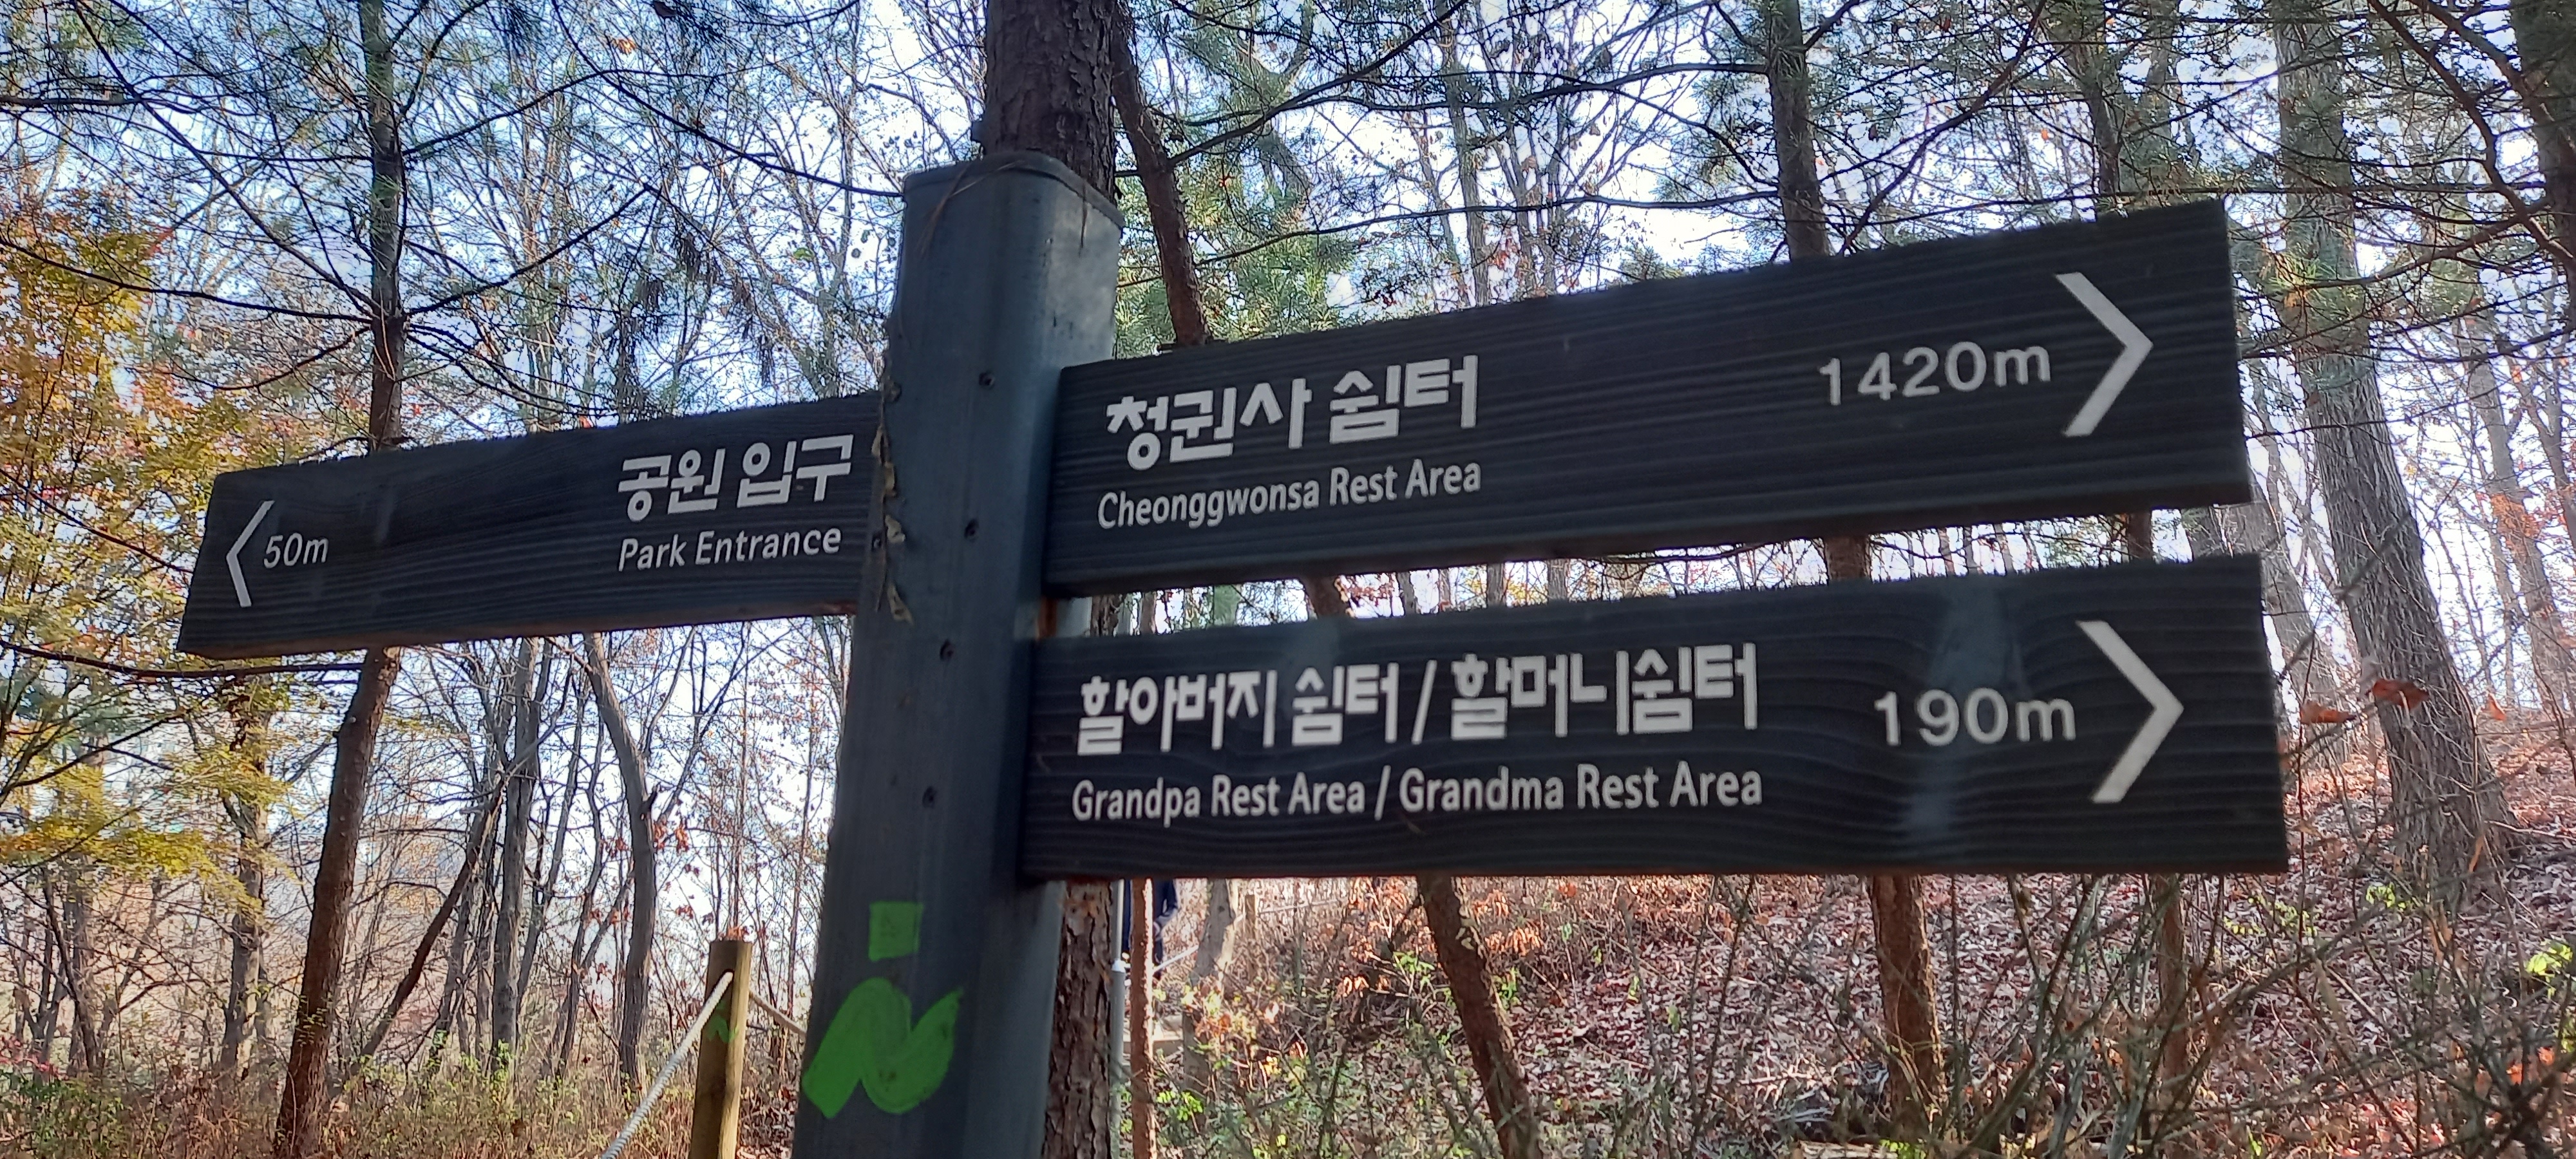 50m
공원 입구
Park Entrance
청권사 쉼터
Cheonggwonsa Rest Area
1420m
할아버지 쉼터 / 할머니쉼터
Grandpa Rest Area / Grandma Rest Area
190m